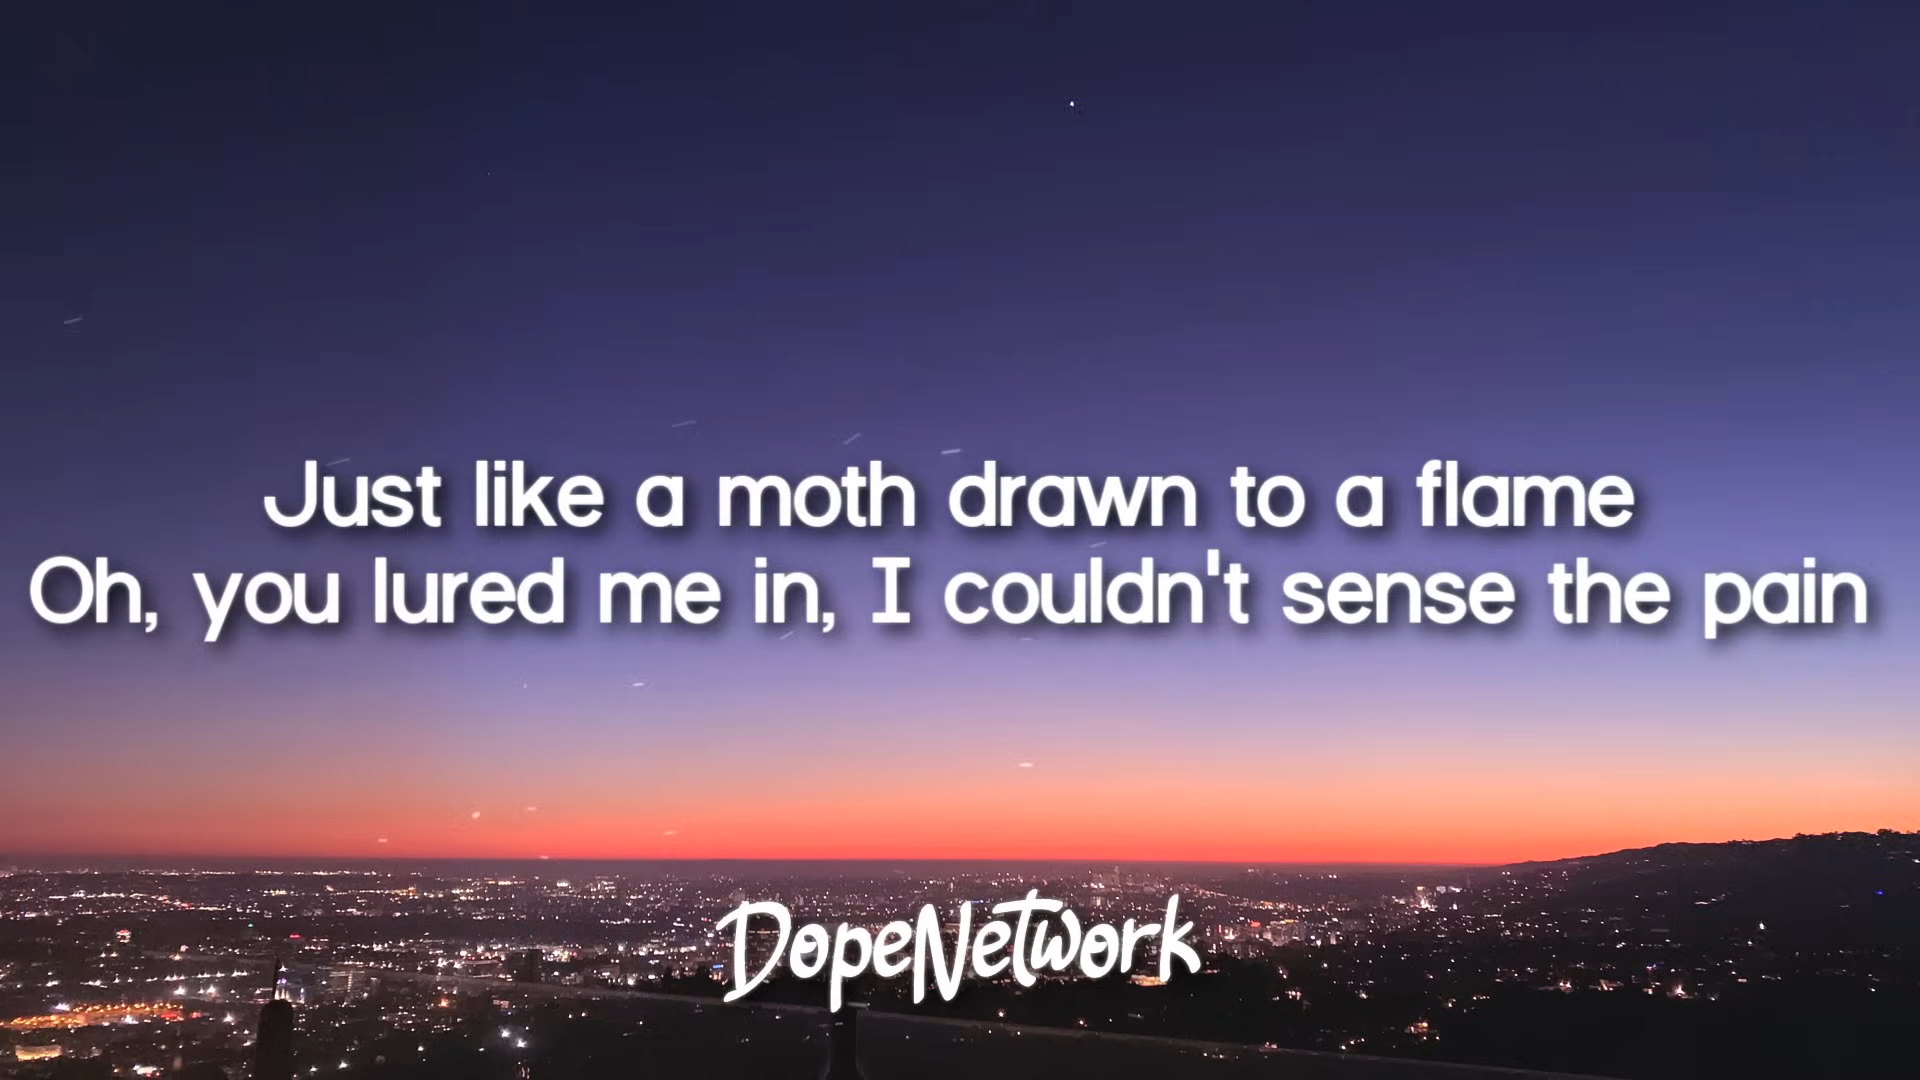 Just like a moth drawn to a flame
Oh, you lured me in, I couldn't sense the pain
DopeNetwork